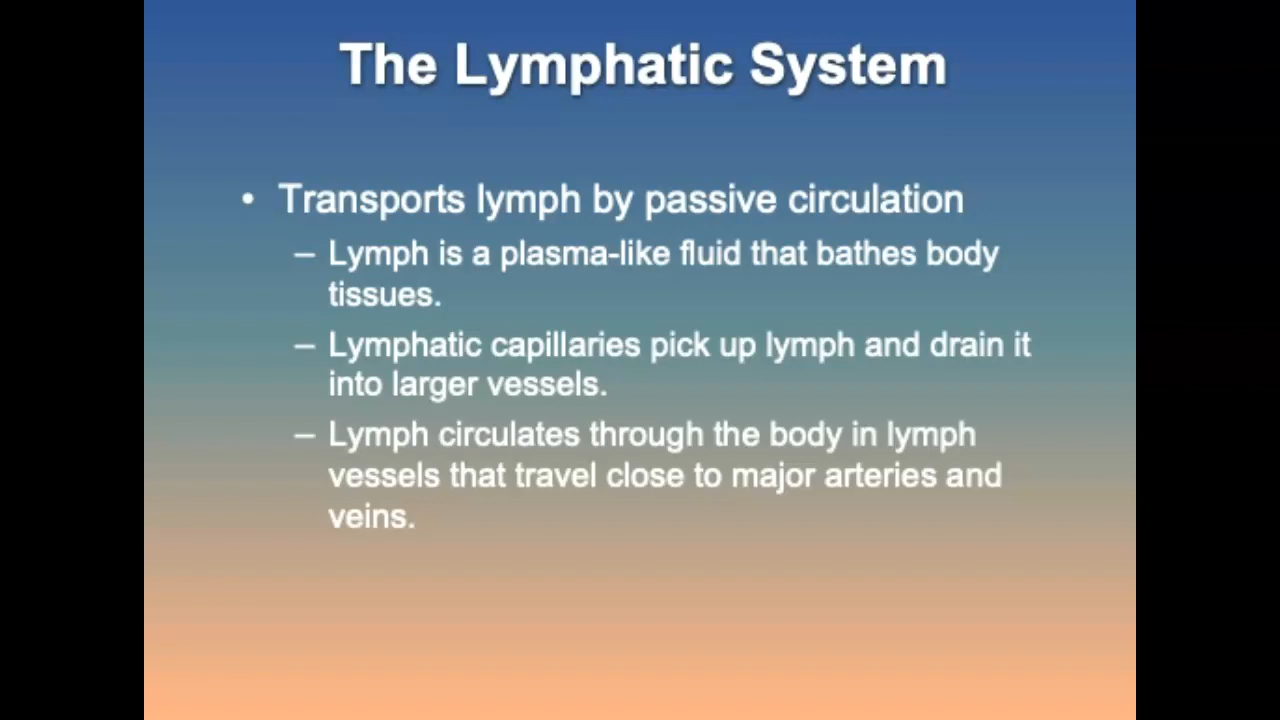 The Lymphatic System
• Transports lymph by passive circulation
– Lymph is a plasma-like fluid that bathes body
tissues.
– Lymphatic capillaries pick up lymph and drain it
into larger vessels.
– Lymph circulates through the body in lymph
vessels that travel close to major arteries and
veins.